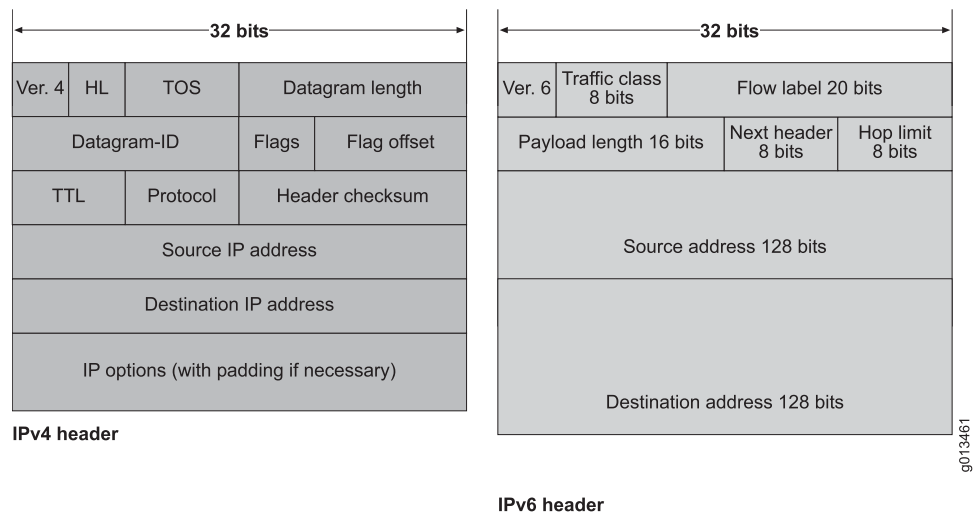 32 bits
Ver. 4 HL TOS Datagram length
Datagram-ID Flags Flag offset
TTL Protocol Header checksum
Source IP address
Destination IP address
IP options (with padding if necessary)
IPv4 header
32 bits
Ver. 6 Traffic class 8 bits Flow label 20 bits
Payload length 16 bits Next header 8 bits Hop limit 8 bits
Source address 128 bits
Destination address 128 bits
g013461
IPv6 header